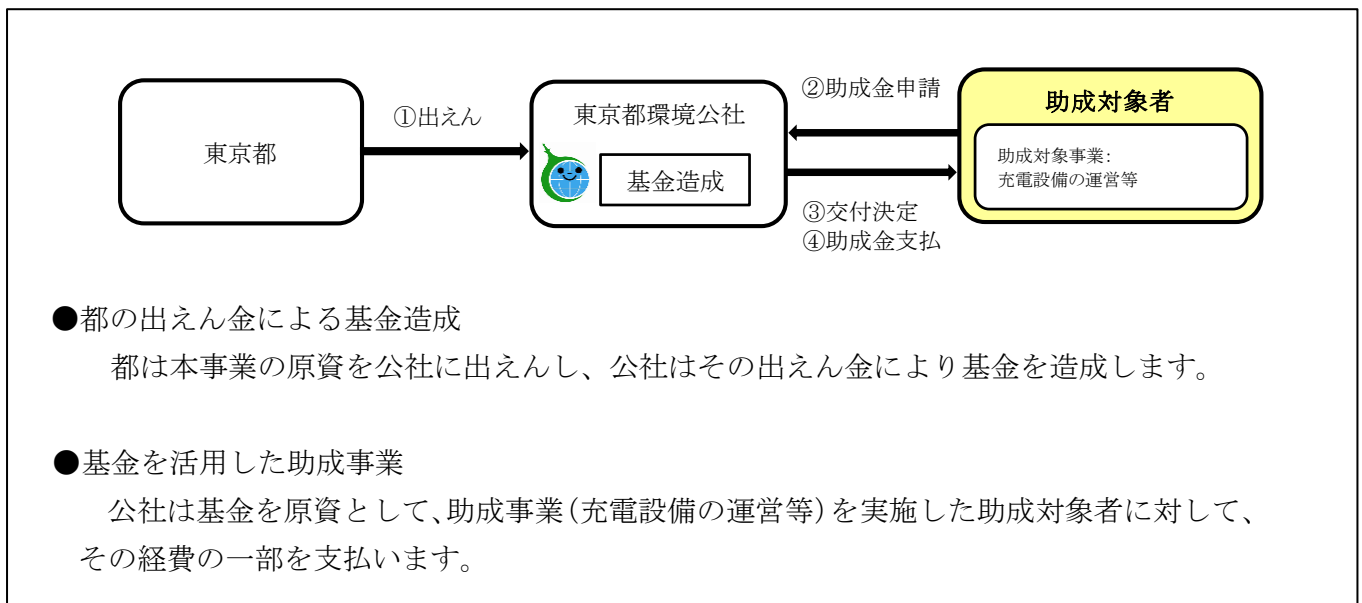 東京都
①出えん
東京都環境公社
基金造成
②助成金申請
③交付決定
④助成金支払
助成対象者
助成対象事業:
充電設備の運営等
●都の出えん金による基金造成
都は本事業の原資を公社に出えんし、公社はその出えん金により基金を造成します。
●基金を活用した助成事業
公社は基金を原資として、助成事業(充電設備の運営等)を実施した助成対象者に対して、
その経費の一部を支払います。